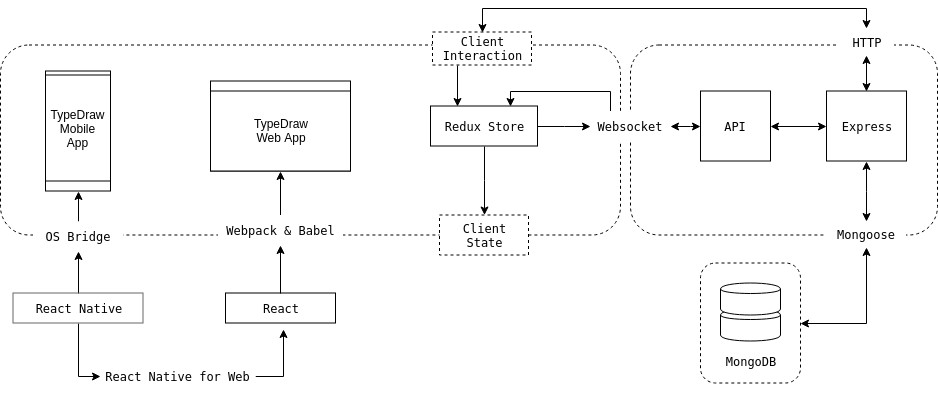 Client
Interaction
HTTP
TypeDraw
Mobile
App
TypeDraw
Web App
Redux Store
Websocket
API
Express
OS Bridge
Webpack & Babel
Client
State
Mongoose
React Native
React
MongoDB
React Native for Web